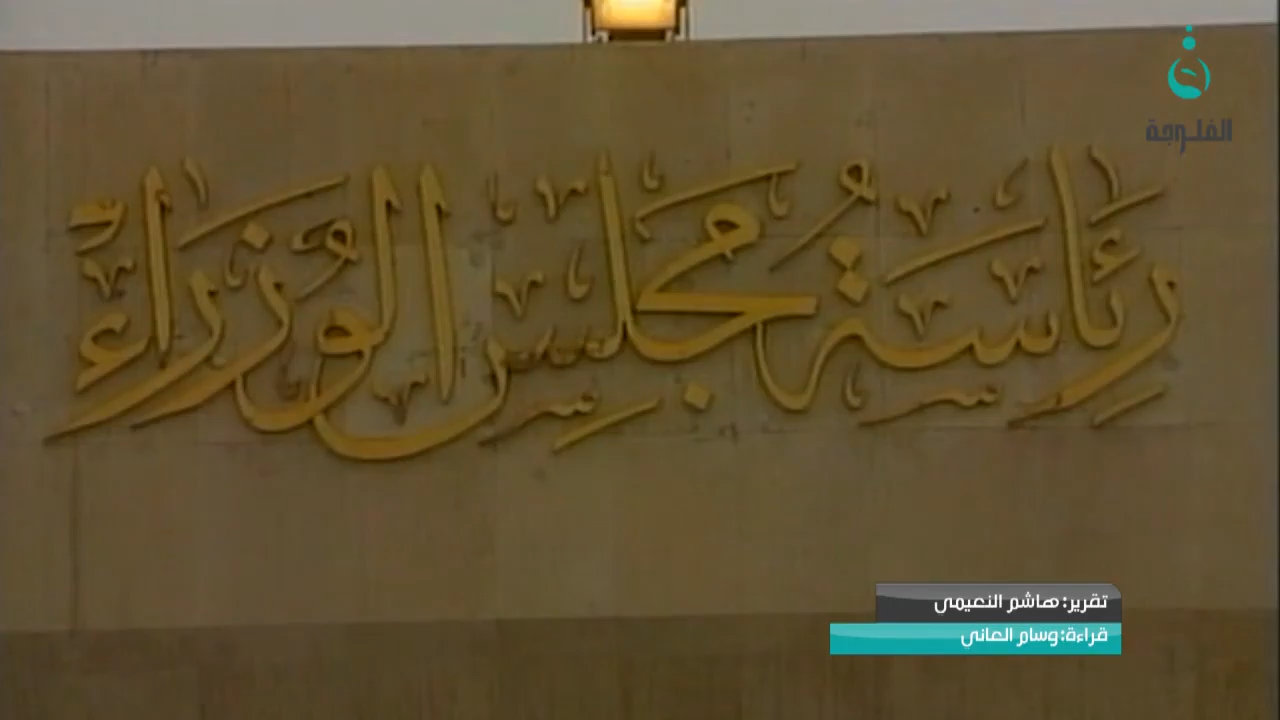 الفلوجة
رئاسة مجلس الوزراء
تقرير: هاشم النعيمي
قراءة: وسام العاني